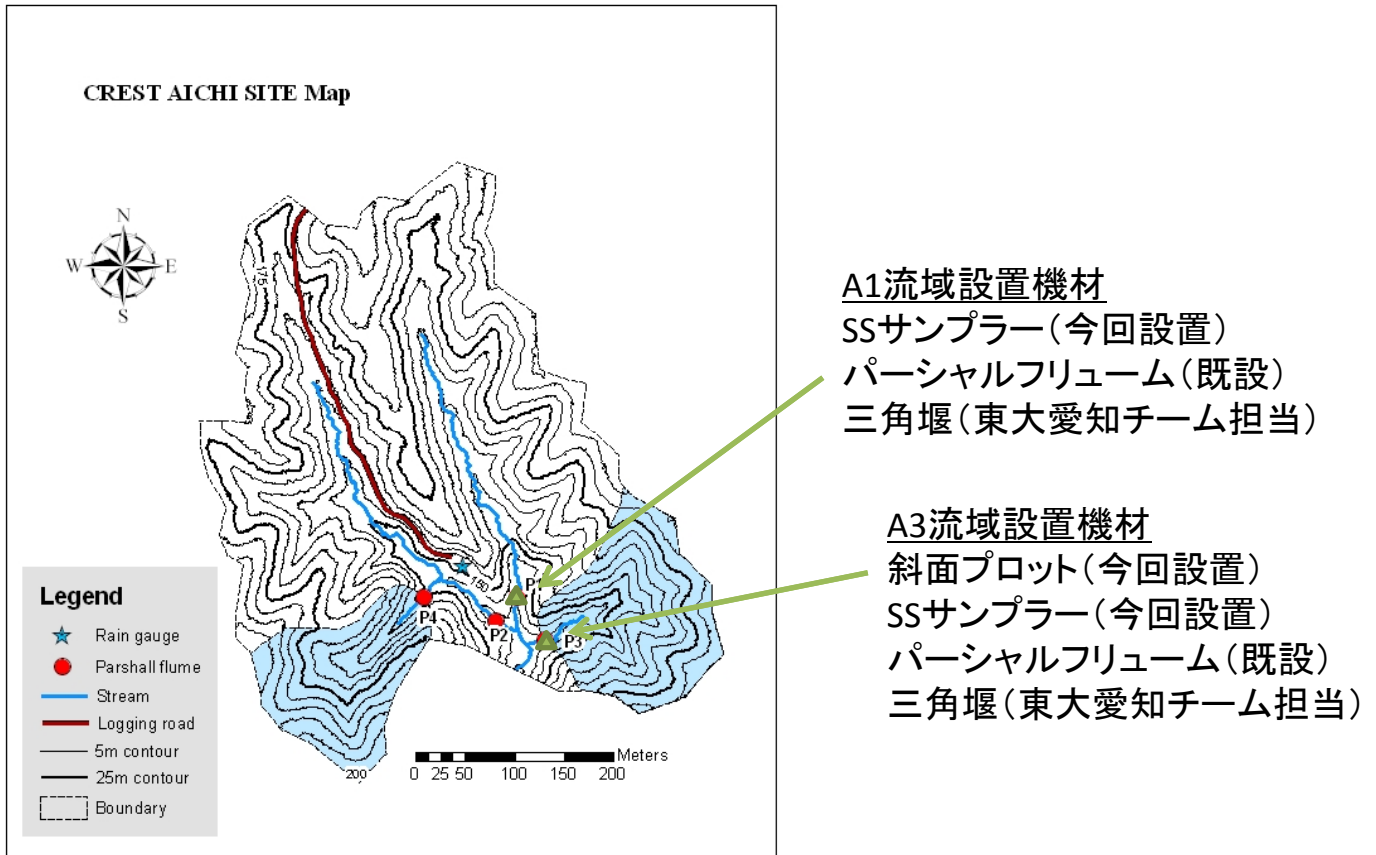 CREST AICHI SITE Map
N
W
E
S
175
150
P1
P2
P3
P4
200
Legend
Rain gauge
Parshall flume
Stream
Logging road
5m contour
25m contour
Boundary
Meters
0 25 50 100 150 200
A1流域設置機材
SSサンプラー(今回設置)
パーシャルフリューム(既設)
三角堰(東大愛知チーム担当)
A3流域設置機材
斜面プロット(今回設置)
SSサンプラー(今回設置)
パーシャルフリューム(既設)
三角堰(東大愛知チーム担当)